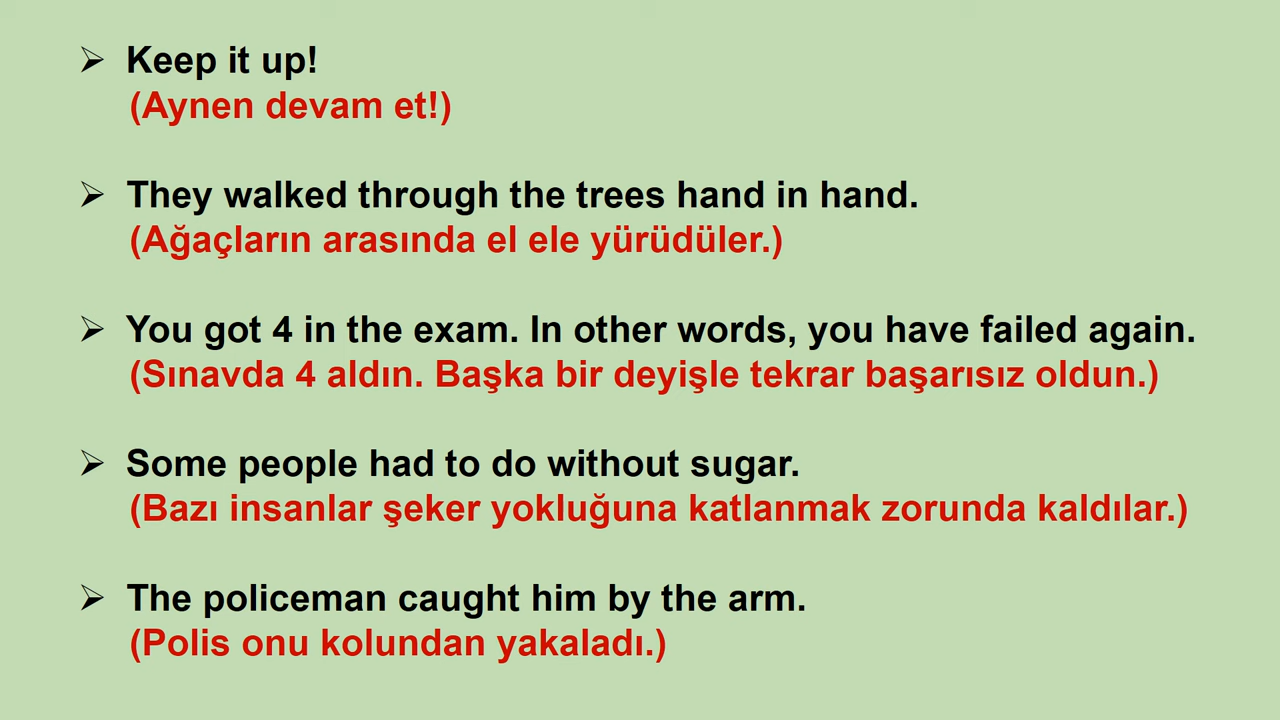 ➢ Keep it up!
(Aynen devam et!)
➢ They walked through the trees hand in hand.
(Ağaçların arasında el ele yürüdüler.)
➢ You got 4 in the exam. In other words, you have failed again.
(Sınavda 4 aldın. Başka bir deyişle tekrar başarısız oldun.)
➢ Some people had to do without sugar.
(Bazı insanlar şeker yokluğuna katlanmak zorunda kaldılar.)
➢ The policeman caught him by the arm.
(Polis onu kolundan yakaladı.)